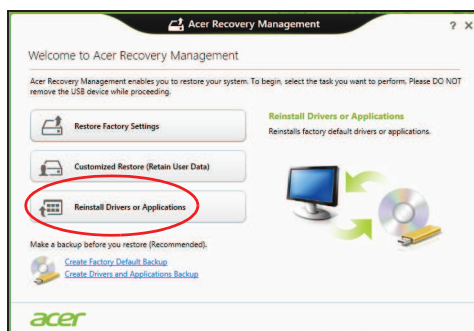 Acer Recovery Management
? X
Welcome to Acer Recovery Management
Acer Recovery Management enables you to restore your system. To begin, select the task you want to perform. Please DO NOT
remove the USB device while proceeding.
Restore Factory Settings
Customized Restore (Retain User Data)
Reinstall Drivers or Applications
Reinstall Drivers or Applications
Reinstalls factory default drivers or applications.
Make a backup before you restore (Recommended).
Create Factory Default Backup
Create Drivers and Applications Backup
acer